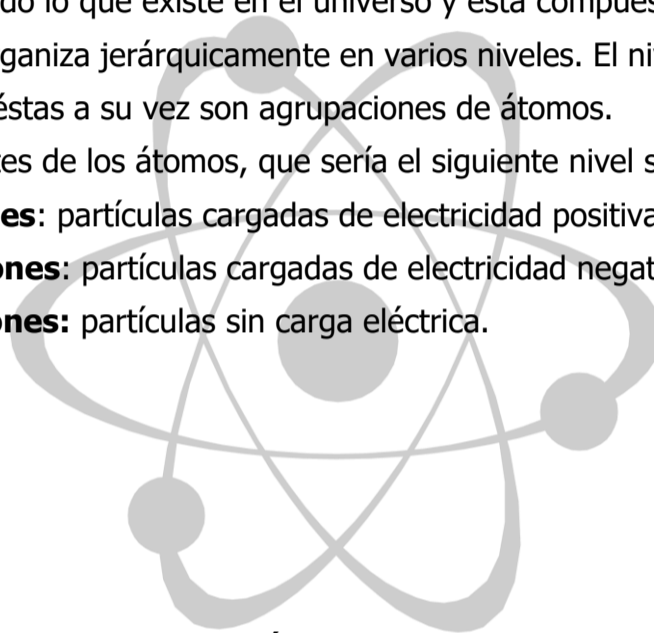 do lo que existe en el universo y está compues
ganiza jerárquicamente en varios niveles. El ni
éstas a su vez son agrupaciones de átomos.
es de los átomos, que sería el siguiente nivel s
es: partículas cargadas de electricidad positiva
ones: partículas cargadas de electricidad negat
ones: partículas sin carga eléctrica.